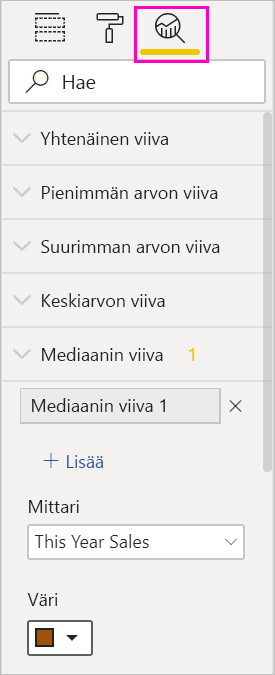 Hae
Yhtenäinen viiva
Pienimmän arvon viiva
Suurimman arvon viiva
Keskiarvon viiva
Mediaanin viiva 1
Mediaanin viiva 1
Lisää
Mittari
This Year Sales
Väri